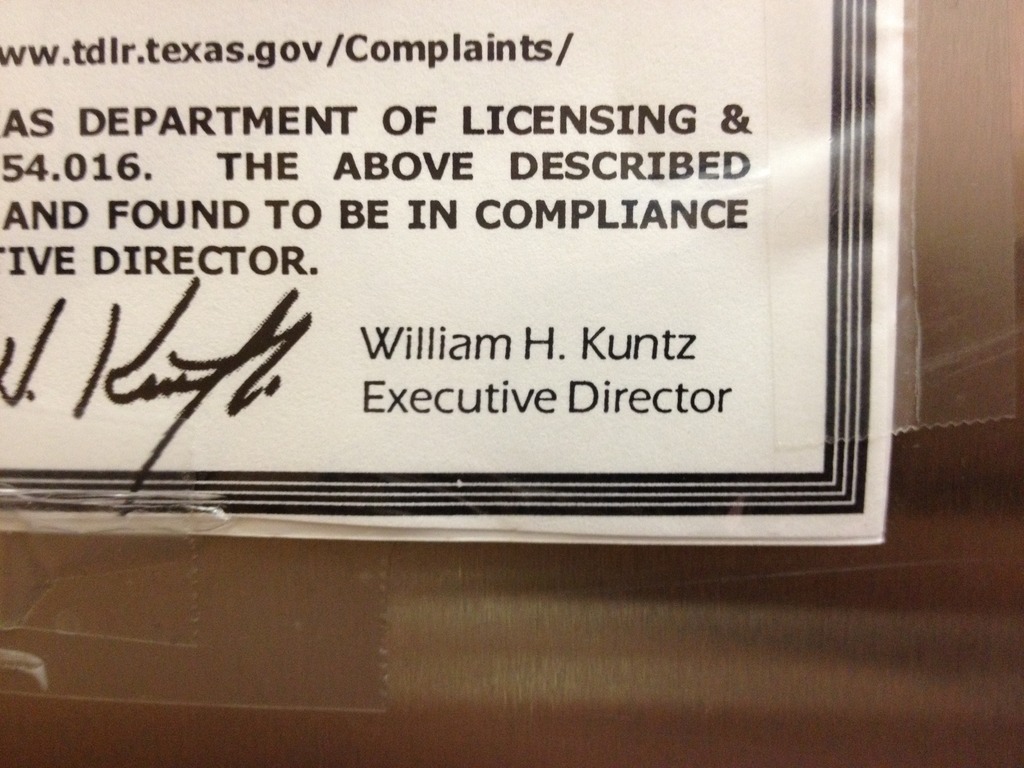 ww.tdlr.texas.gov/Complaints/
AS DEPARTMENT OF LICENSING &
54.016. THE ABOVE DESCRIBED
AND FOUND TO BE IN COMPLIANCE
TIVE DIRECTOR.
W. Kuntz
William H. Kuntz
Executive Director